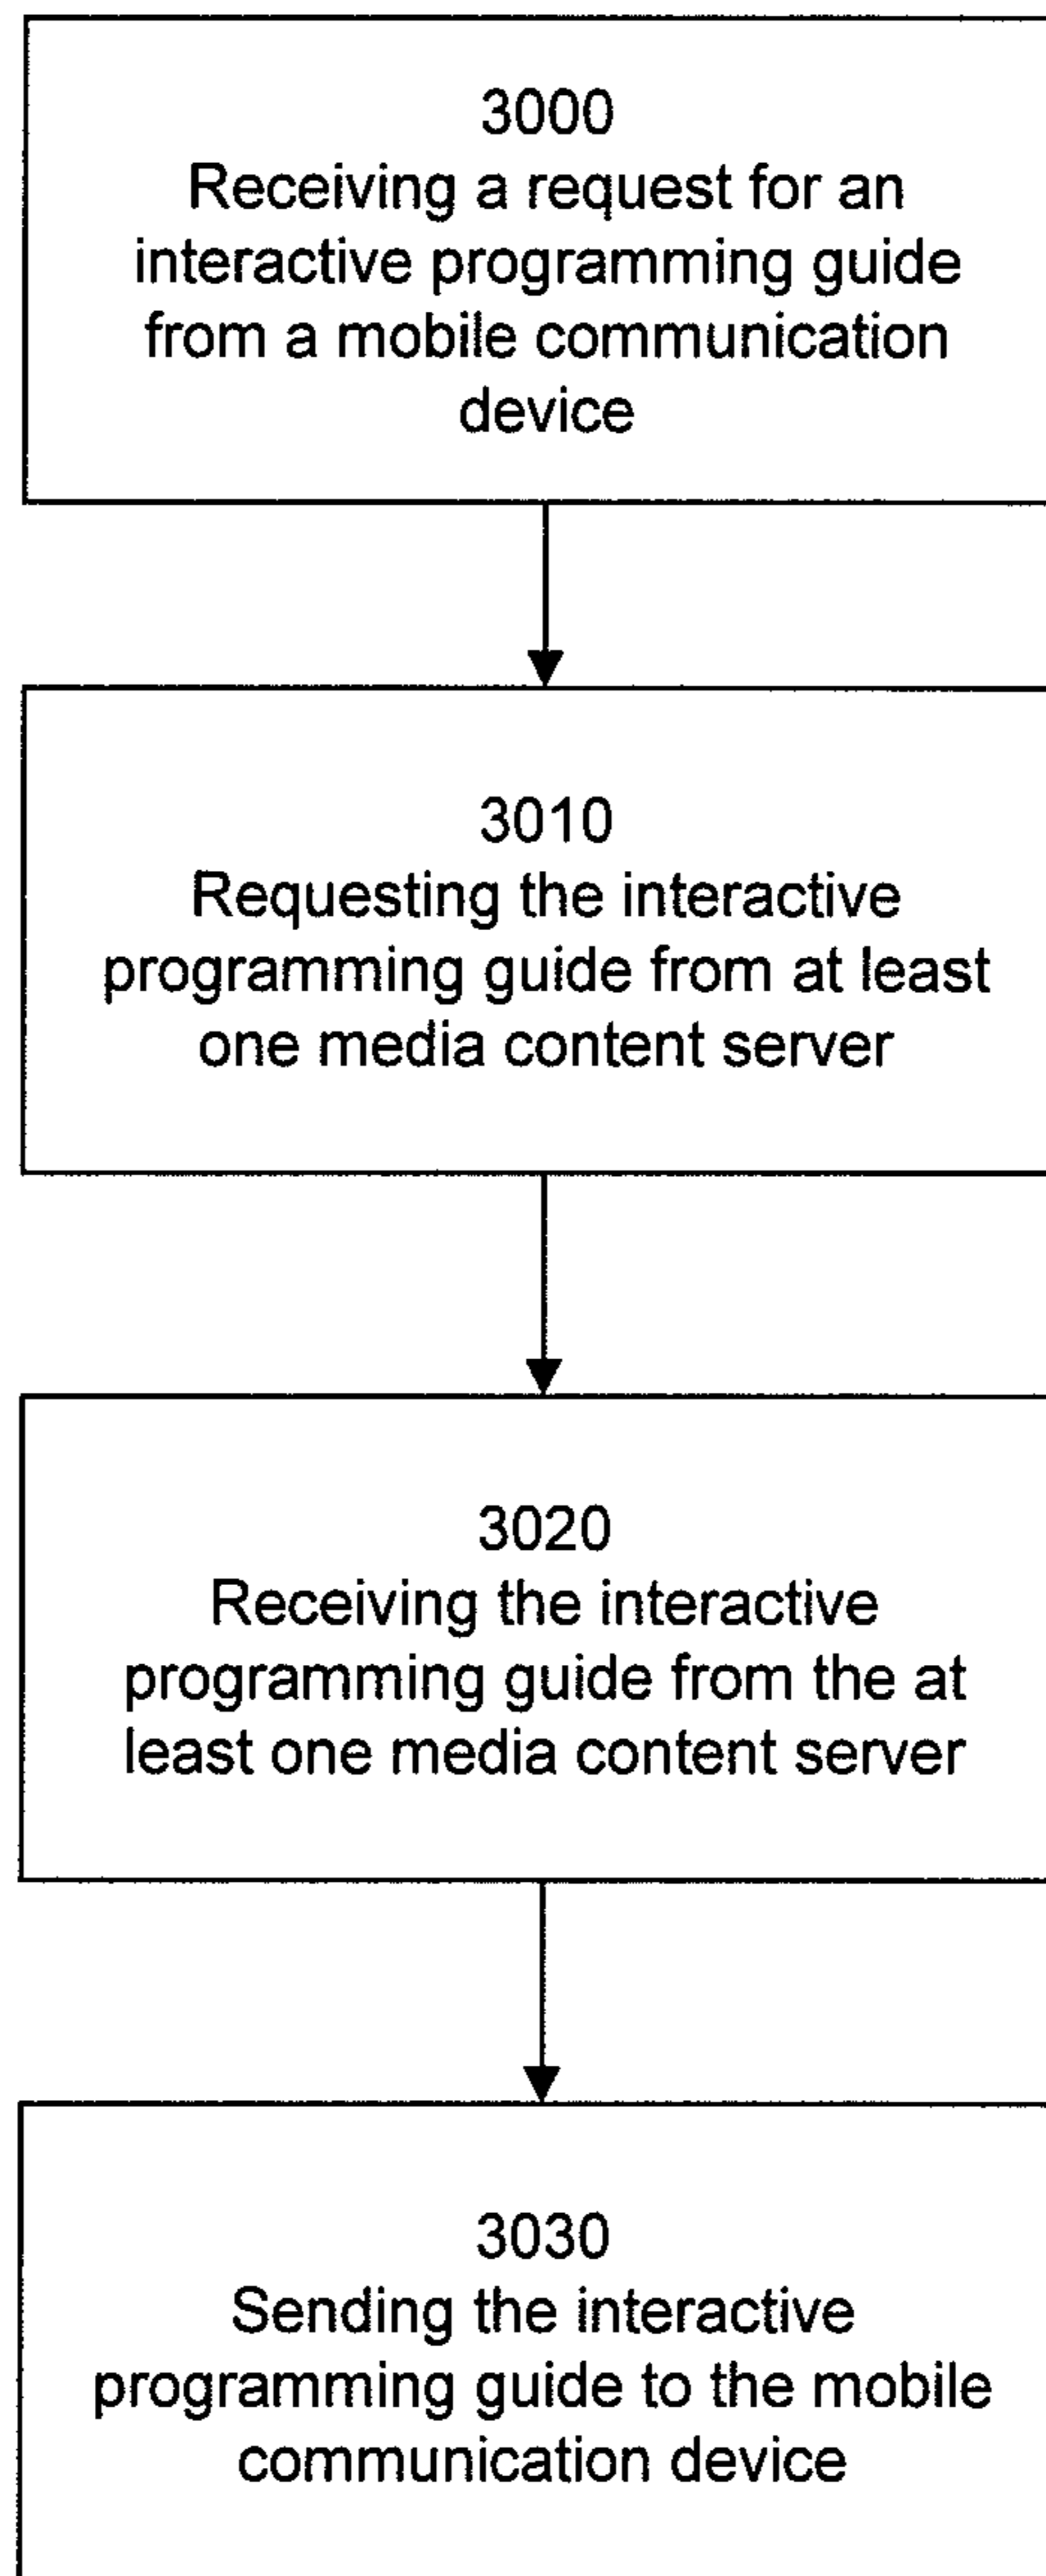 3000
Receiving a request for an
interactive programming guide
from a mobile communication
device
3010
Requesting the interactive
programming guide from at least
one media content server
3020
Receiving the interactive
programming guide from the at
least one media content server
3030
Sending the interactive
programming guide to the mobile
communication device